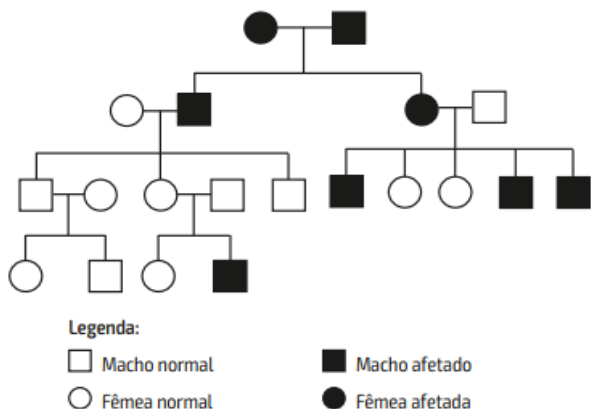 Legenda:
Macho normal
Macho afetado
Fêmea normal
Fêmea afetada